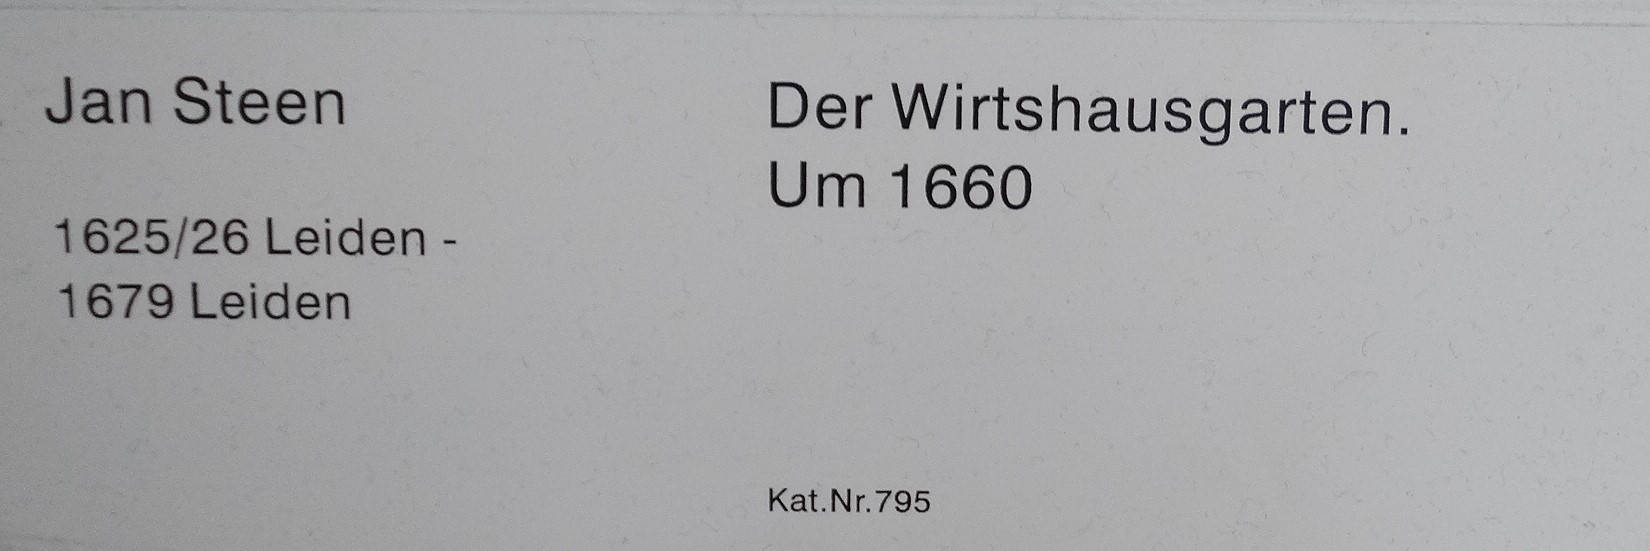 Jan Steen
1625/26 Leiden -
1679 Leiden
Der Wirtshausgarten.
Um 1660
Kat.Nr.795